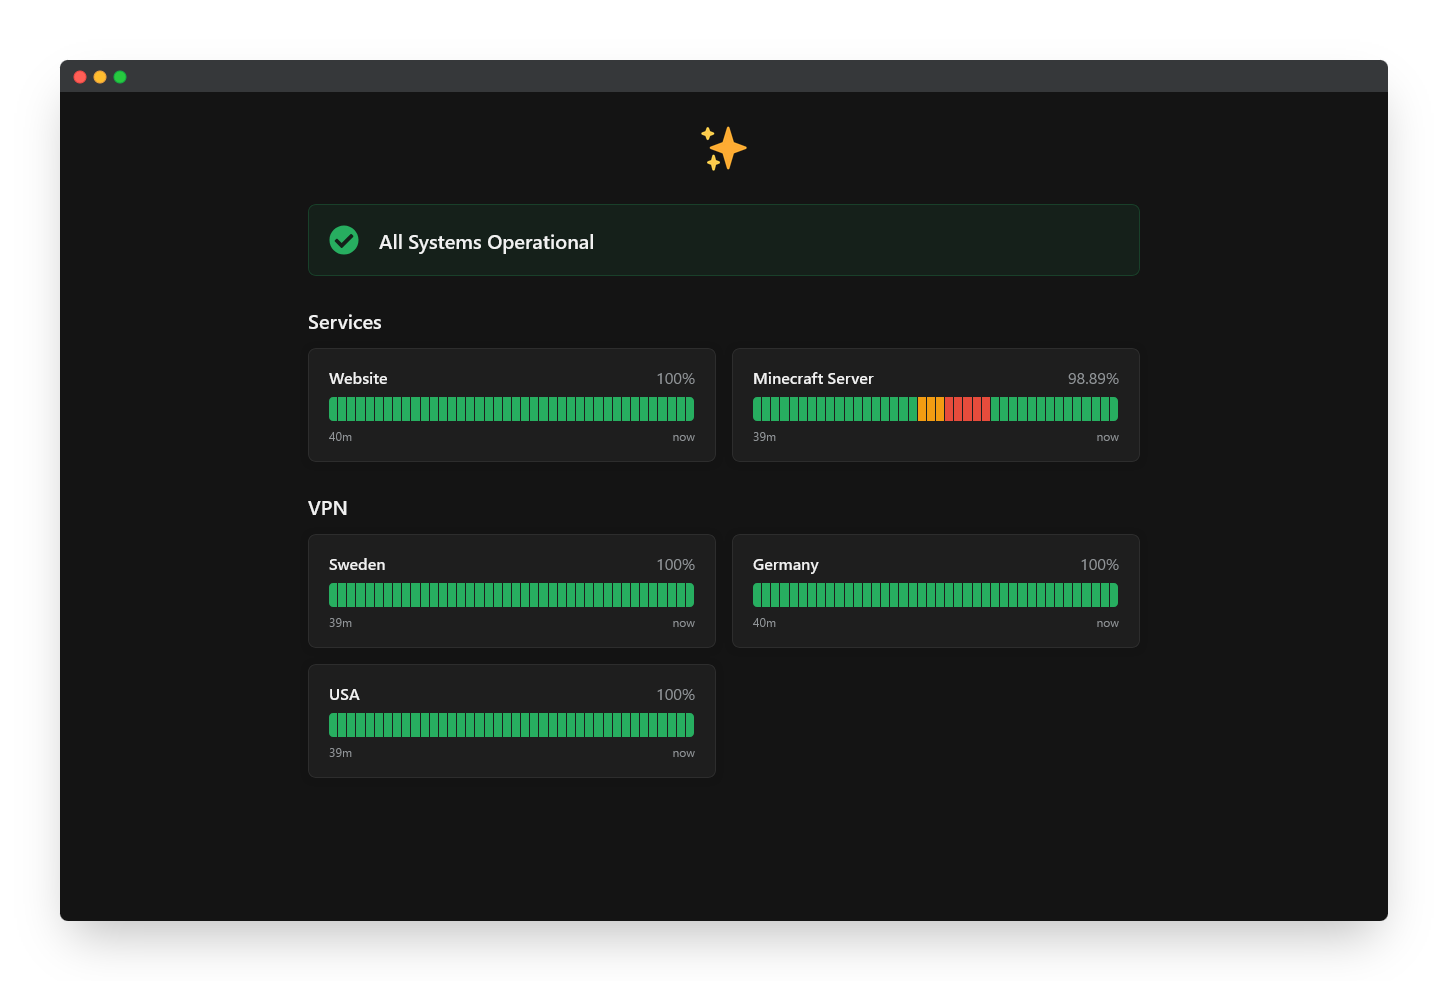 All Systems Operational
Services
Website 100%
40m now
Minecraft Server 98.89%
39m now
VPN
Sweden 100%
39m now
Germany 100%
40m now
USA 100%
39m now